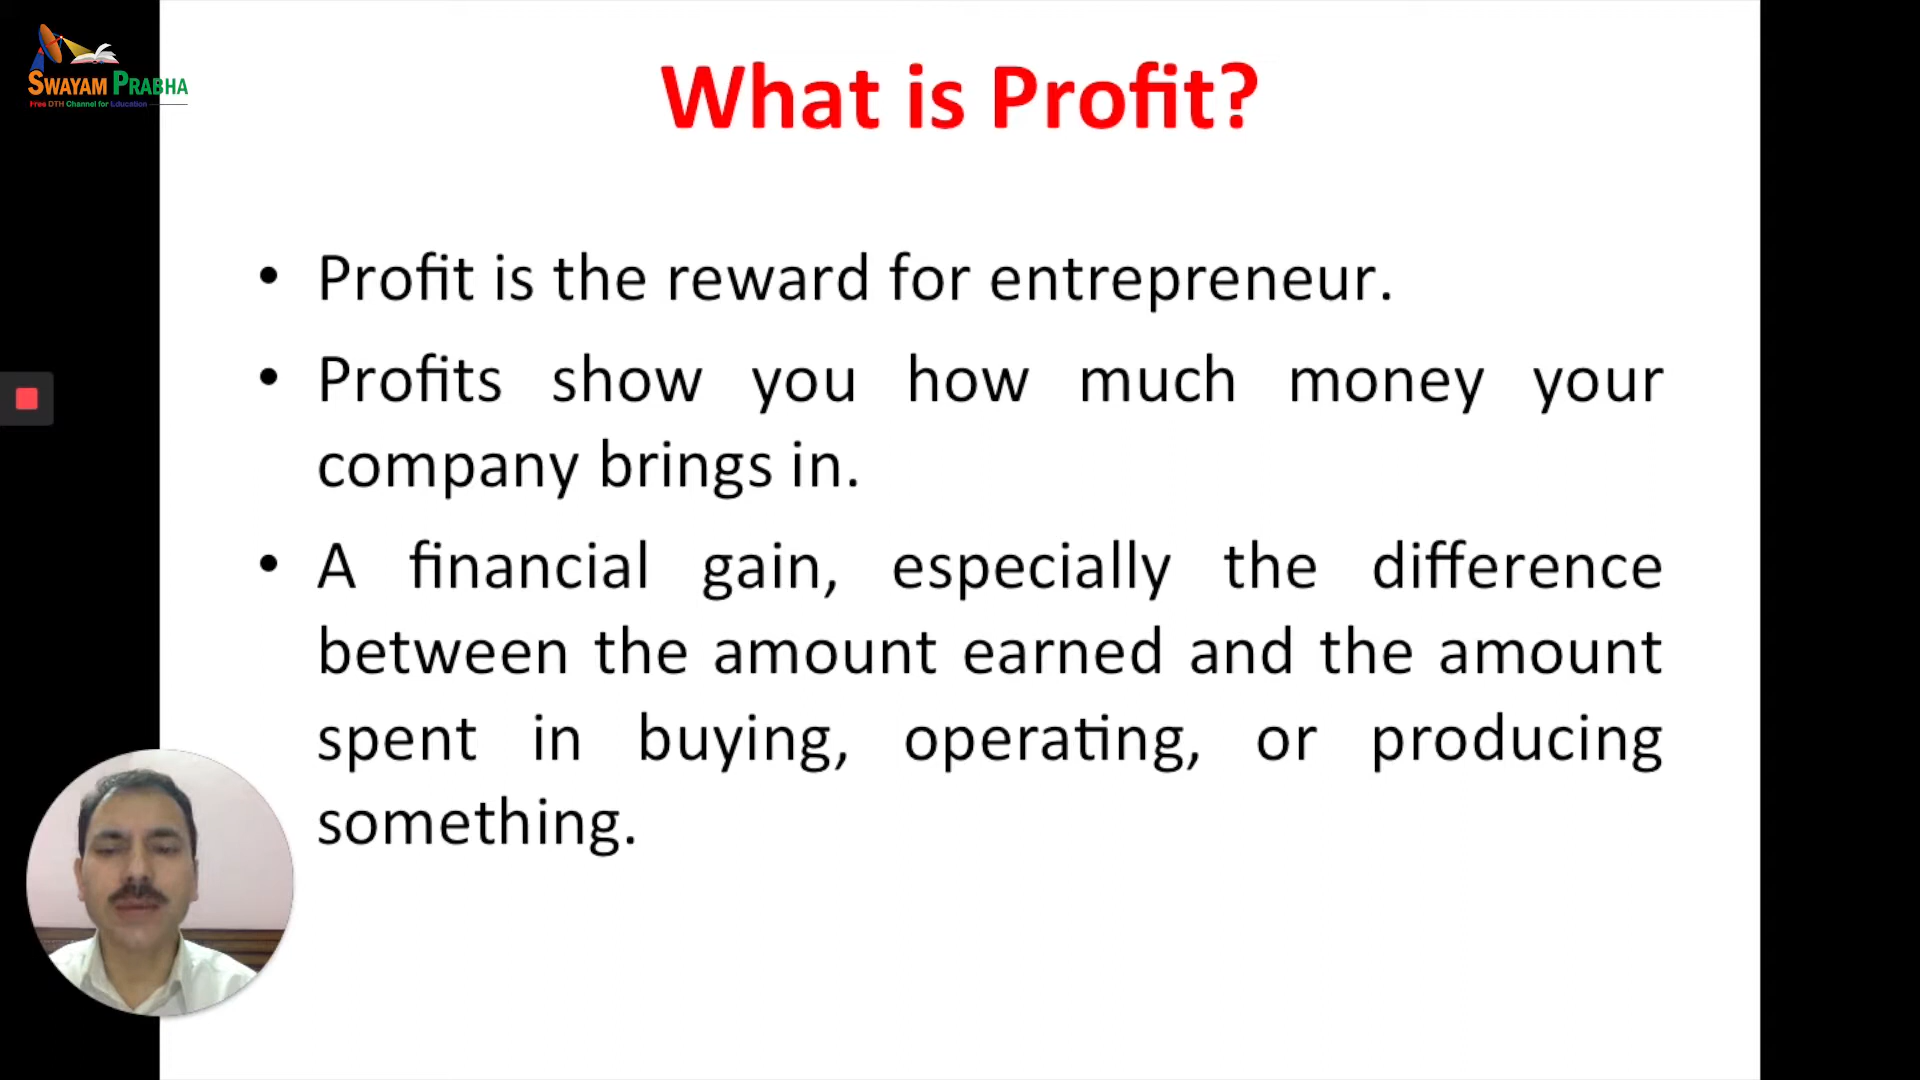 SWAYAM PRABHA
Free DTH Channel for Education
What is Profit?
• Profit is the reward for entrepreneur.
• Profits show you how much money your
company brings in.
• A financial gain, especially the difference
between the amount earned and the amount
spent in buying, operating, or producing
something.